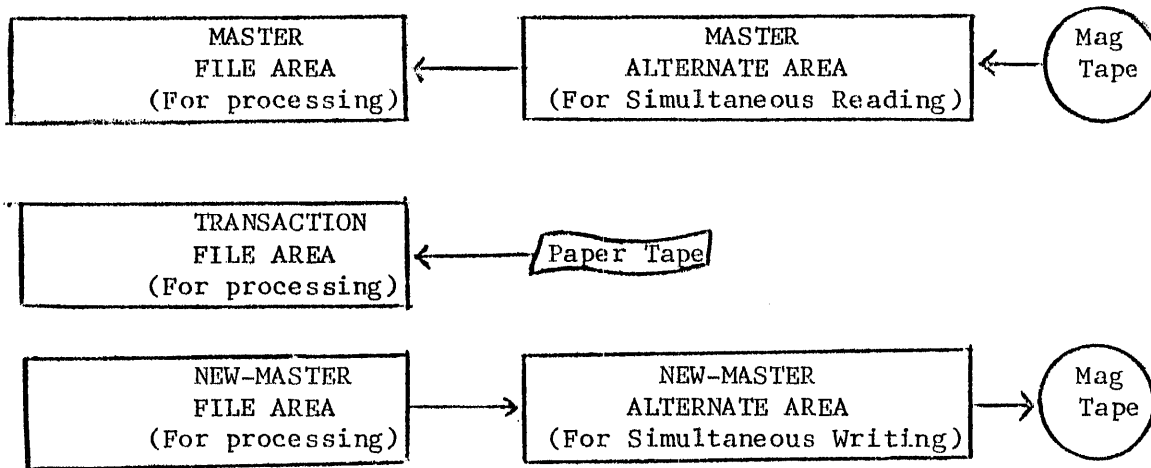 MASTER
FILE AREA
(For processing)
MASTER
ALTERNATE AREA
(For Simultaneous Reading)
Mag
Tape
TRANSACTION
FILE AREA
(For processing)
Paper Tape
NEW-MASTER
FILE AREA
(For processing)
NEW-MASTER
ALTERNATE AREA
(For Simultaneous Writing)
Mag
Tape